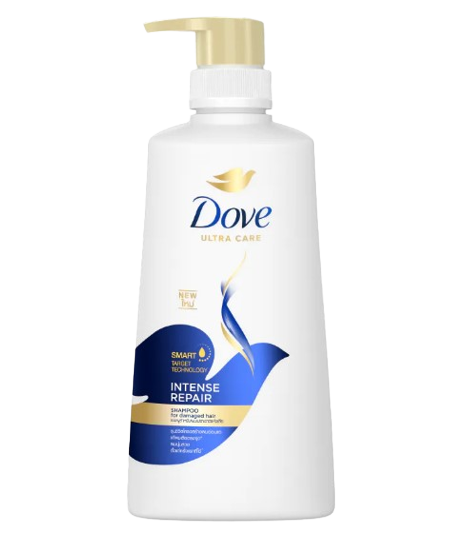 Dove
ULTRA CARE
NEW
ใหม่
SMART
TARGET
TECHNOLOGY
INTENSE
REPAIR
SHAMPOO
for damaged hair